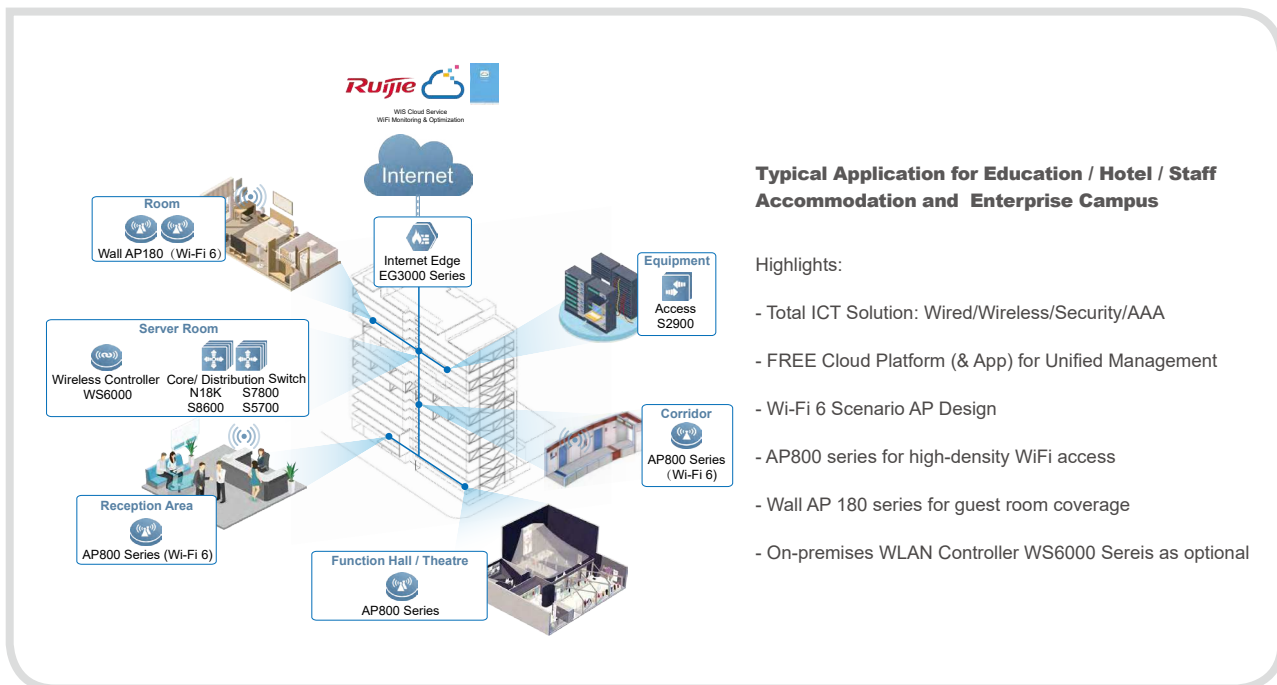 Ruijie
WIS Cloud Service
WiFi Monitoring & Optimization
Internet
Room
Wall AP180（Wi-Fi 6）
Internet Edge
EG3000 Series
Equipment
Access
S2900
Server Room
Wireless Controller
WS6000
Core/ Distribution Switch
N18K S7800
S8600 S5700
Corridor
AP800 Series
（Wi-Fi 6)
Reception Area
AP800 Series (Wi-Fi 6)
Function Hall / Theatre
AP800 Series
Typical Application for Education / Hotel / Staff
Accommodation and Enterprise Campus
Highlights:
- Total ICT Solution: Wired/Wireless/Security/AAA
- FREE Cloud Platform (& App) for Unified Management
- Wi-Fi 6 Scenario AP Design
- AP800 series for high-density WiFi access
- Wall AP 180 series for guest room coverage
- On-premises WLAN Controller WS6000 Sereis as optional